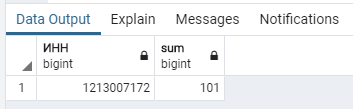 Data Output Explain Messages Notifications
ИНН sum
bigint bigint
1 1213007172 101